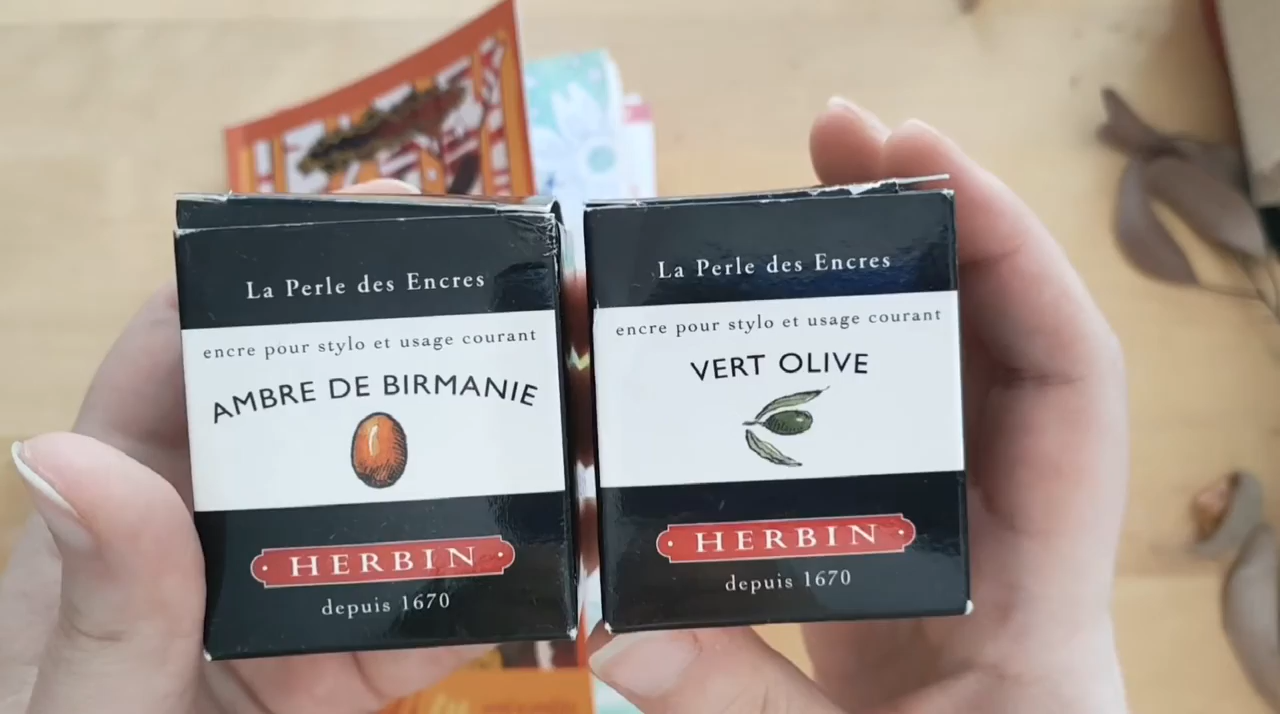 La Perle des Encres
encre pour stylo et usage courant
AMBRE DE BIRMANIE
HERBIN
depuis 1670
La Perle des Encres
encre pour stylo et usage courant
VERT OLIVE
HERBIN
depuis 1670